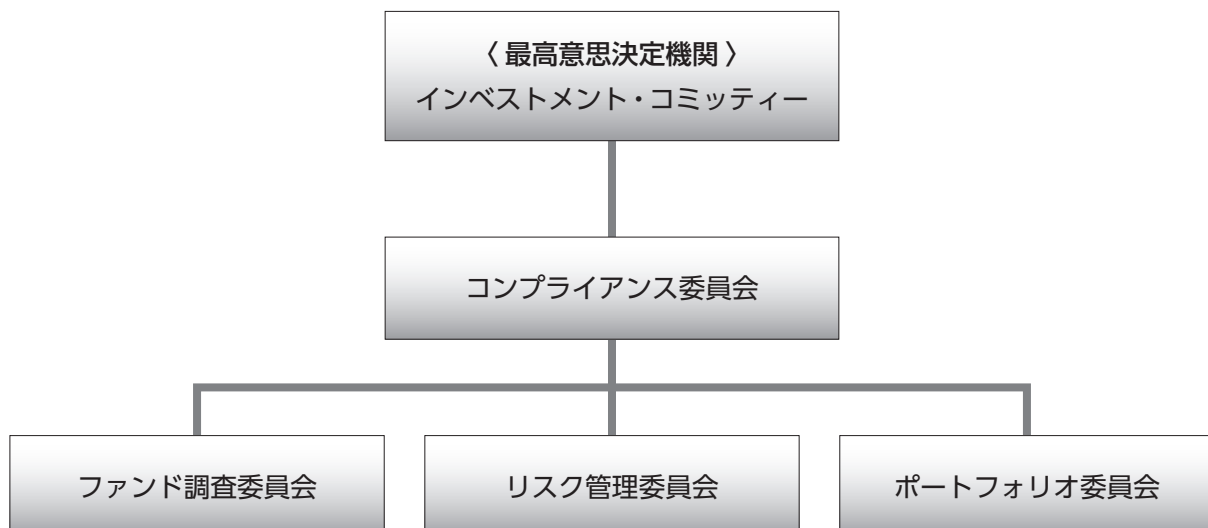 〈 最高意思決定機関 〉
インベストメント・コミッティー
コンプライアンス委員会
ファンド調査委員会
リスク管理委員会
ポートフォリオ委員会